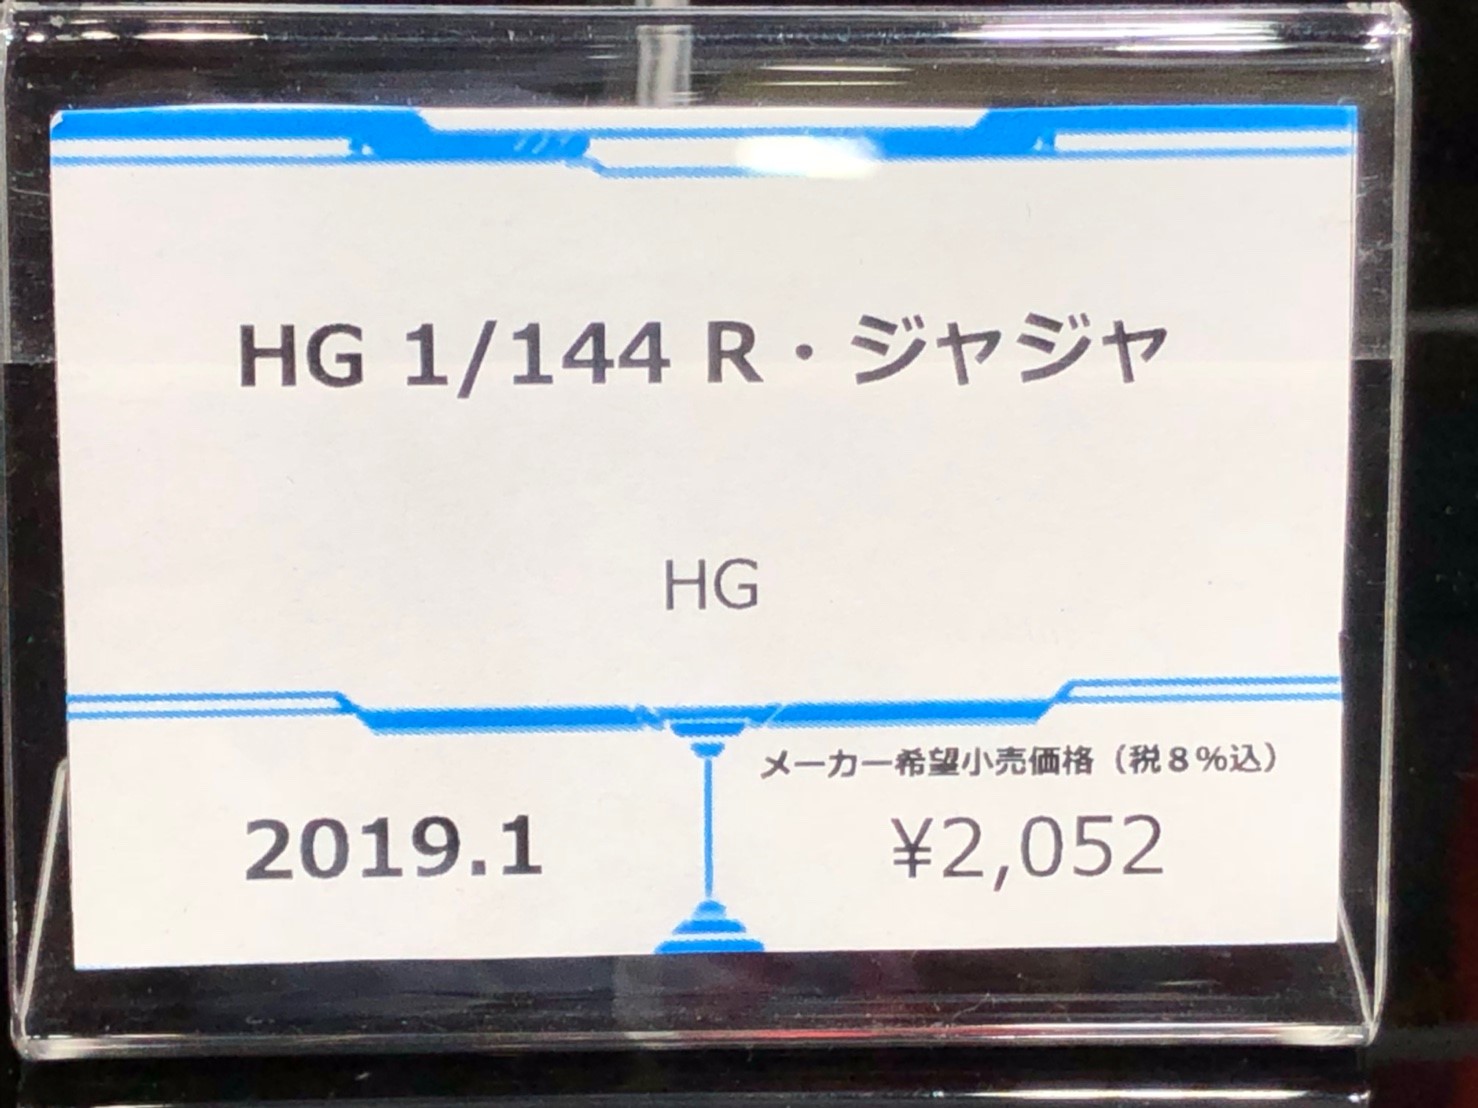 HG 1/144 R・ジャジャ
HG
メーカー希望小売価格（税８％込）
2019.1
¥2,052